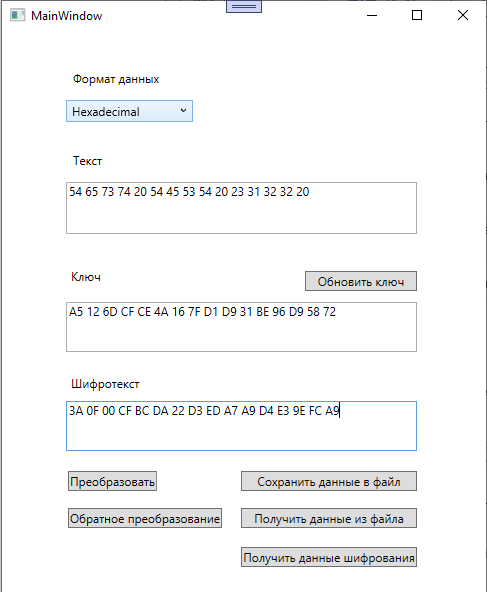 MainWindow
Формат данных
Hexadecimal
Текст
54 65 73 74 20 54 45 53 54 20 23 31 32 32 20
Ключ
Обновить ключ
A5 12 6D CF CE 4A 16 7F D1 D9 31 BE 96 D9 58 72
Шифротекст
3A 0F 00 CF BC DA 22 D3 ED A7 A9 D4 E3 9E FC A9
Преобразовать
Сохранить данные в файл
Обратное преобразование
Получить данные из файла
Получить данные шифрования